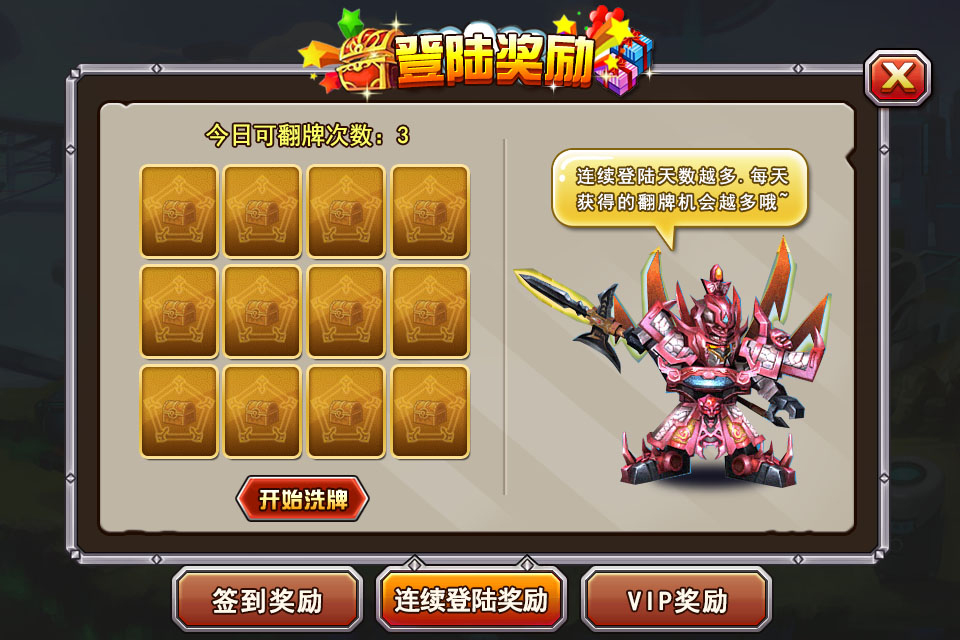 登陆奖励
今日可翻牌次数：3
连续登陆天数越多.每天
获得的翻牌机会越多哦~
开始洗牌
签到奖励
连续登陆奖励
VIP奖励